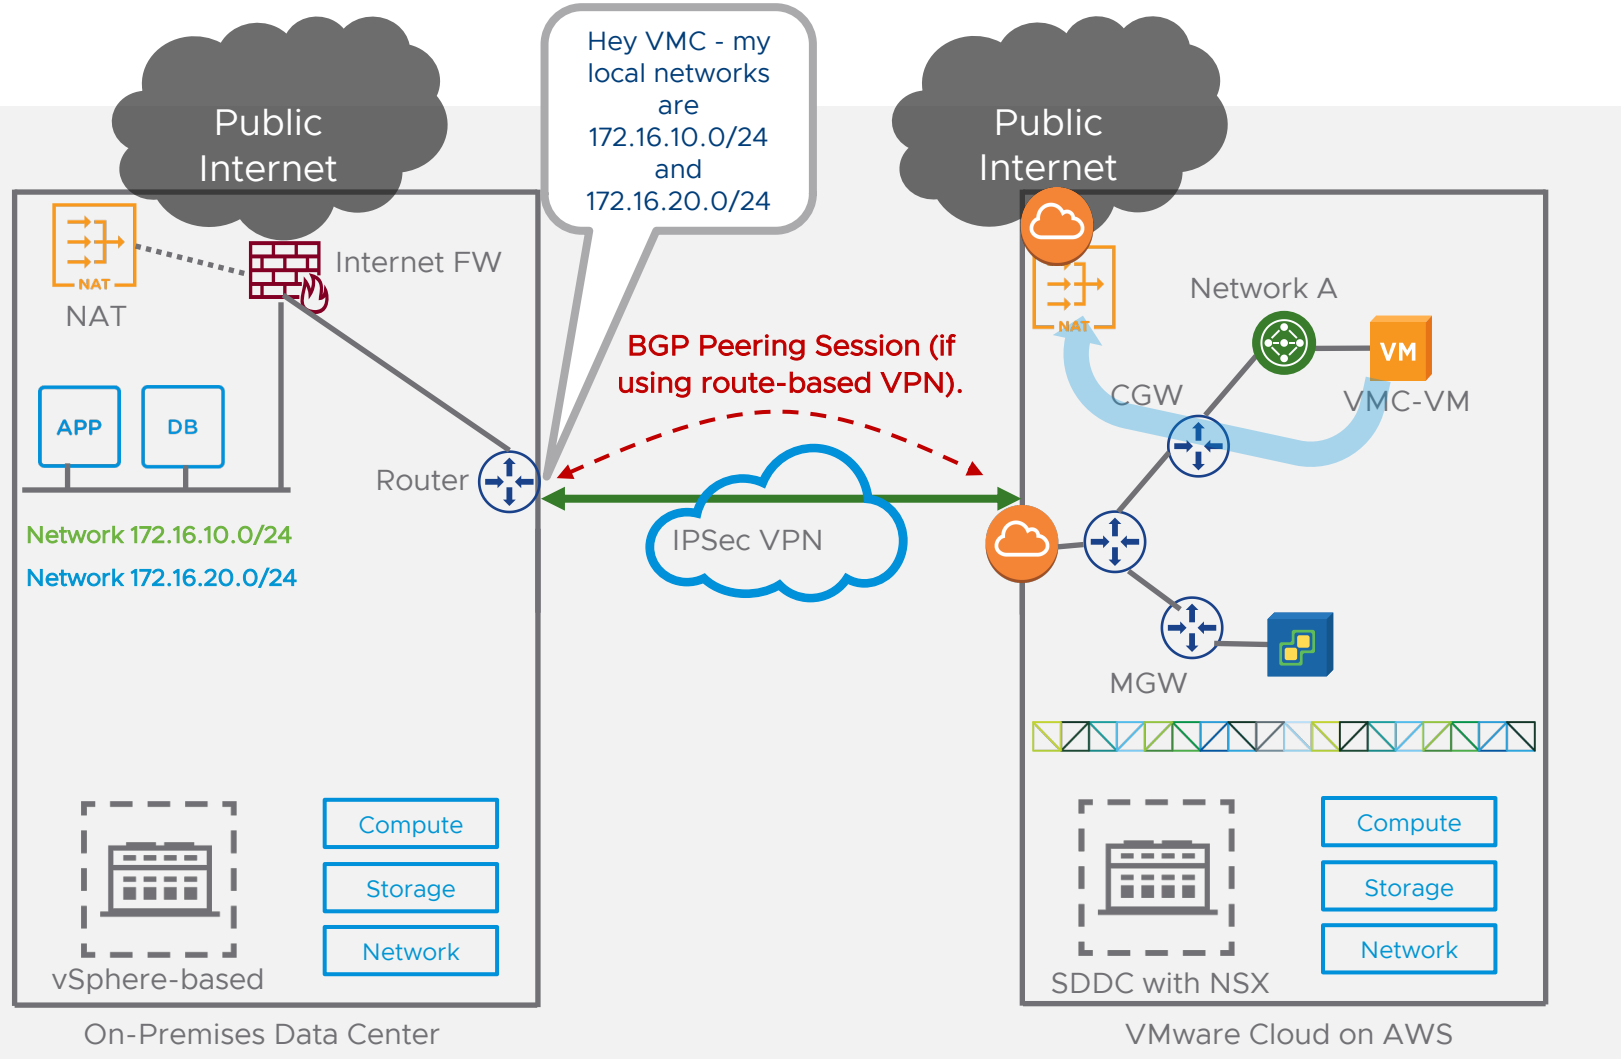 Public
Internet
Hey VMC - my
local networks
are
172.16.10.0/24
and
172.16.20.0/24
Public
Internet
NAT
NAT
Internet FW
NAT
Network A
VM
VMC-VM
CGW
BGP Peering Session (if
using route-based VPN).
APP
DB
Router
IPSec VPN
Network 172.16.10.0/24
Network 172.16.20.0/24
MGW
Compute
Storage
Network
vSphere-based
On-Premises Data Center
Compute
Storage
Network
SDDC with NSX
VMware Cloud on AWS